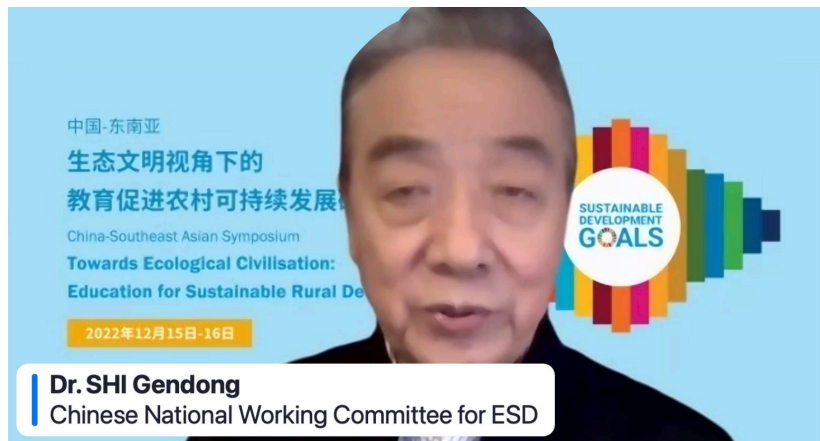 中国-东南亚
生态文明视角下的
教育促进农村可持续发展
China-Southeast Asian Symposium
Towards Ecological Civilisation:
Education for Sustainable Rural
2022年12月15日-16日
SUSTAINABLE
DEVELOPMENT
GOALS
Dr. SHI Gendong
Chinese National Working Committee for ESD